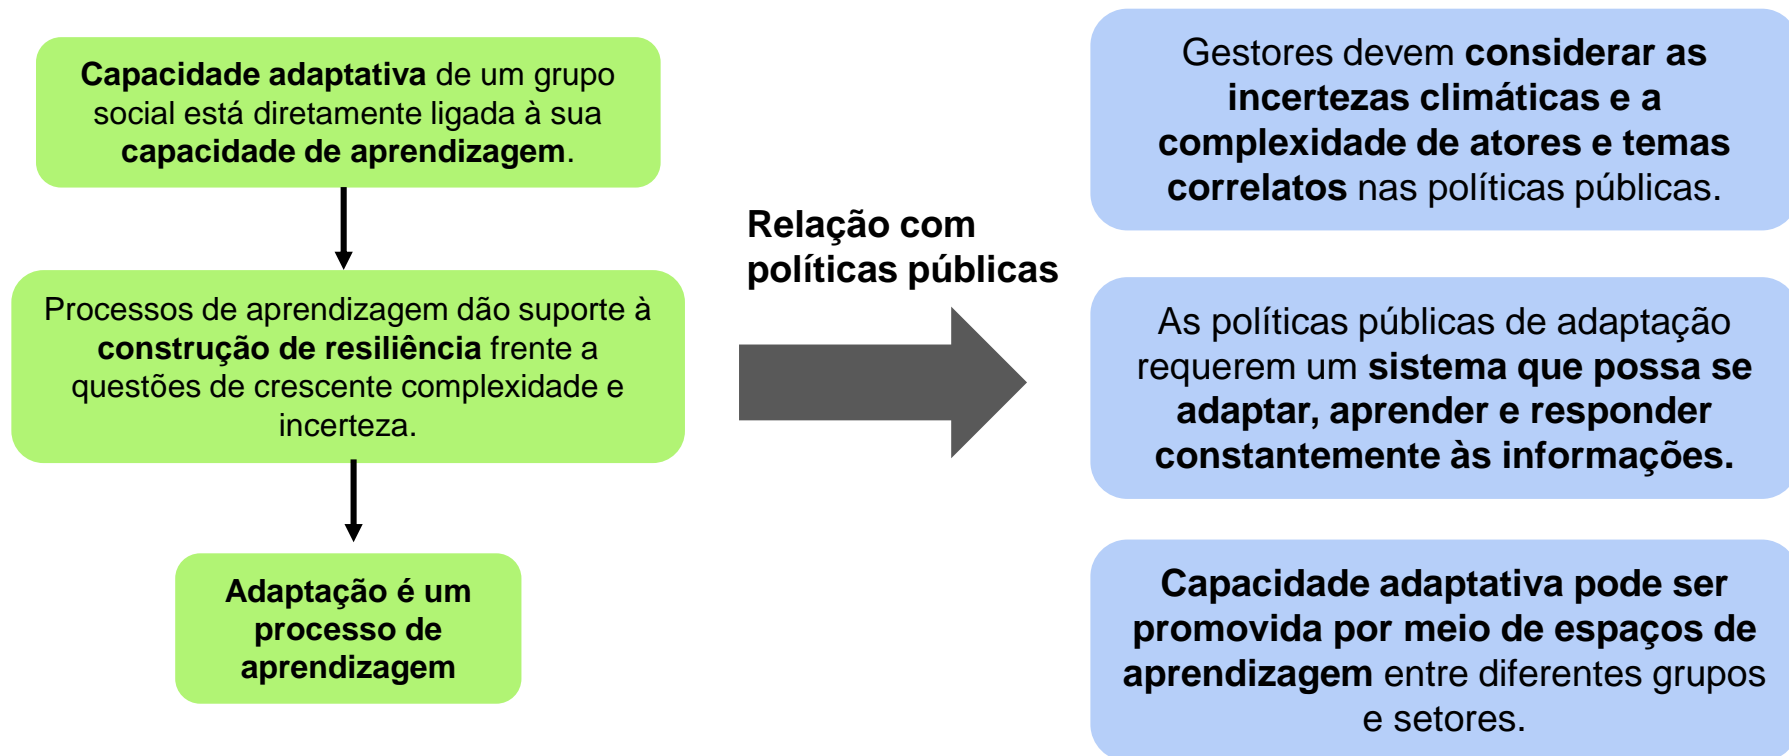 Capacidade adaptativa de um grupo
social está diretamente ligada à sua
capacidade de aprendizagem.
Processos de aprendizagem dão suporte à
construção de resiliência frente a
questões de crescente complexidade e
incerteza.
Adaptação é um
processo de
aprendizagem
Relação com
políticas públicas
Gestores devem considerar as
incertezas climáticas e a
complexidade de atores e temas
correlatos nas políticas públicas.
As políticas públicas de adaptação
requerem um sistema que possa se
adaptar, aprender e responder
constantemente às informações.
Capacidade adaptativa pode ser
promovida por meio de espaços de
aprendizagem entre diferentes grupos
e setores.